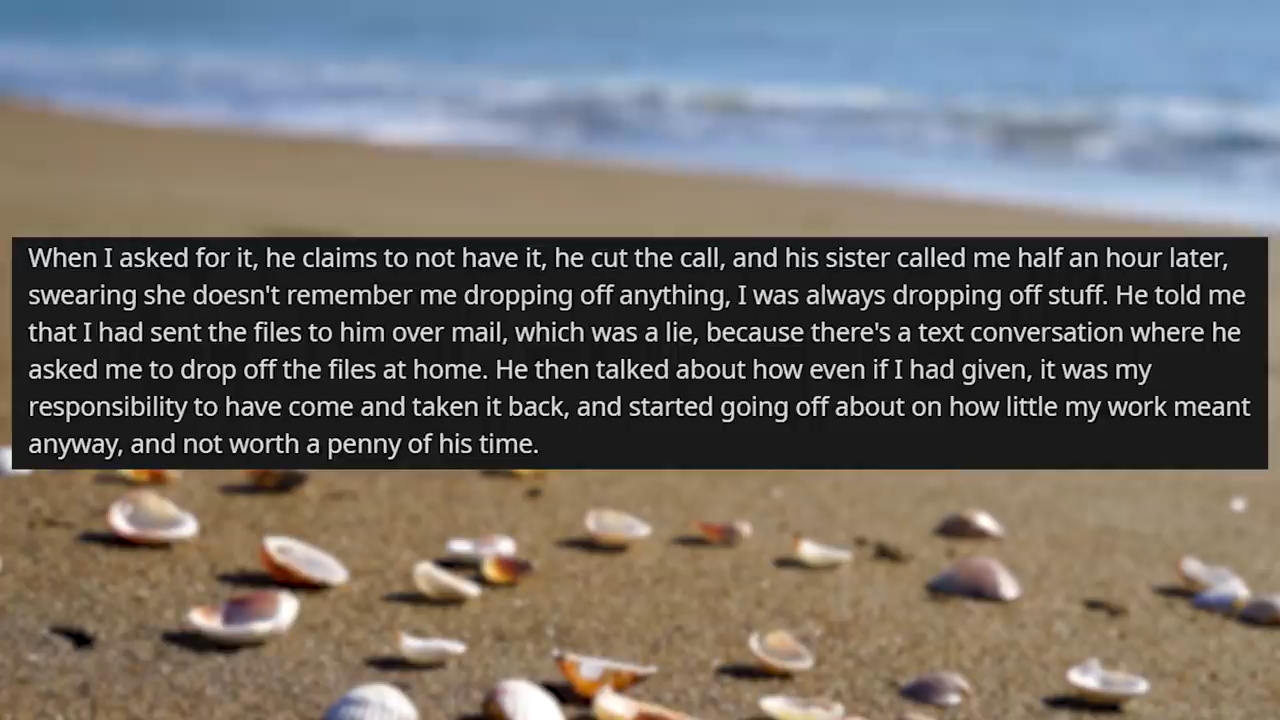 When I asked for it, he claims to not have it, he cut the call, and his sister called me half an hour later,
swearing she doesn't remember me dropping off anything, I was always dropping off stuff. He told me
that I had sent the files to him over mail, which was a lie, because there's a text conversation where he
asked me to drop off the files at home. He then talked about how even if I had given, it was my
responsibility to have come and taken it back, and started going off about on how little my work meant
anyway, and not worth a penny of his time.